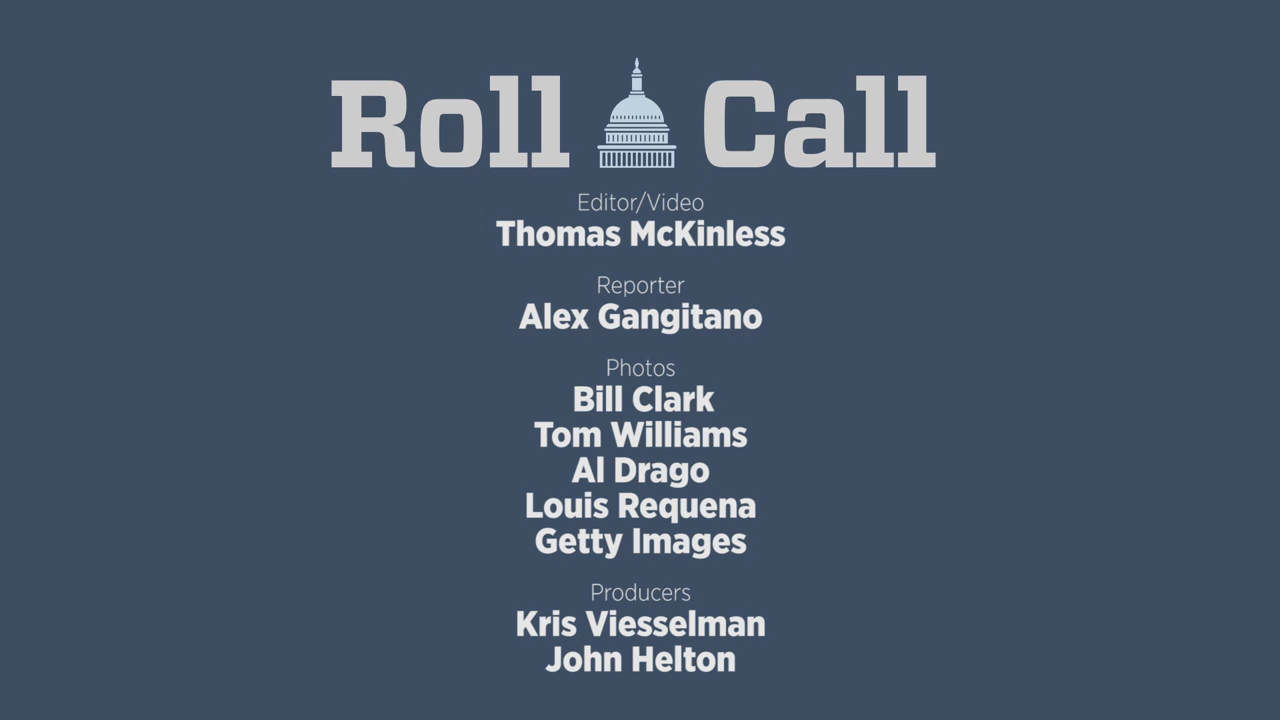 Roll Call
Editor/Video
Thomas McKinless
Reporter
Alex Gangitano
Photos
Bill Clark
Tom Williams
Al Drago
Louis Requena
Getty Images
Producers
Kris Viesselman
John Helton